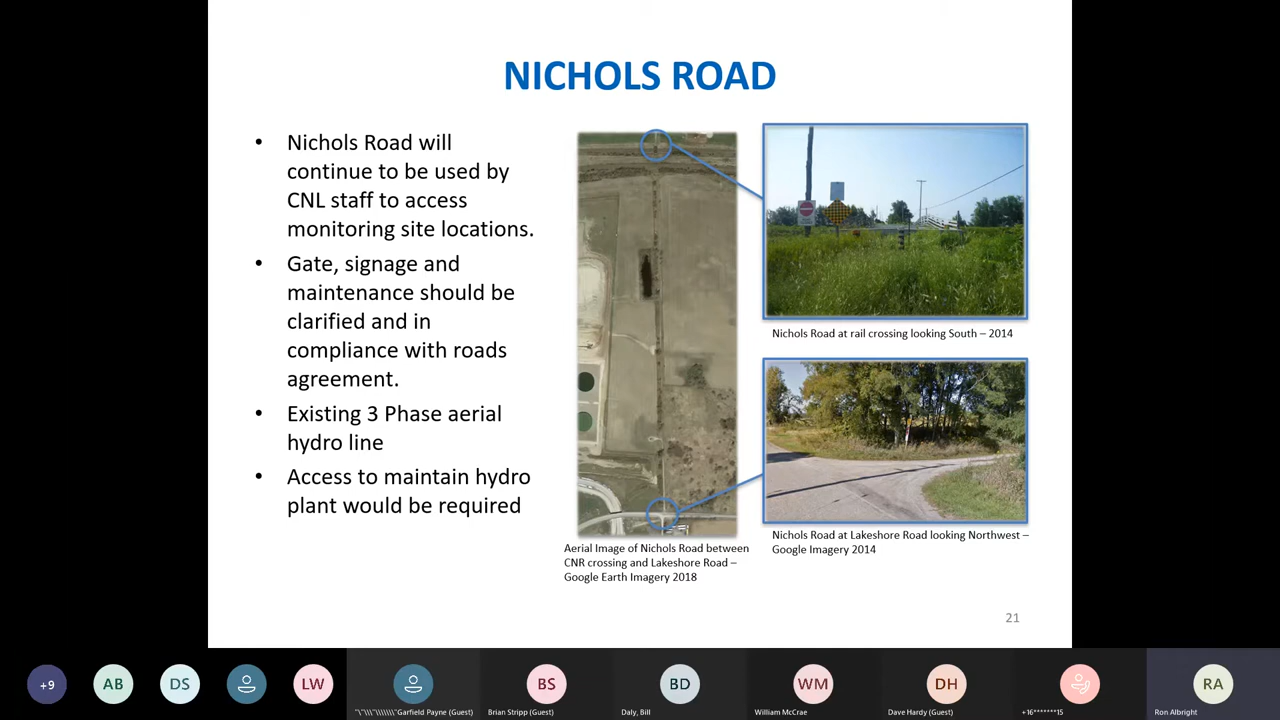 NICHOLS ROAD
• Nichols Road will
continue to be used by
CNL staff to access
monitoring site locations.
• Gate, signage and
maintenance should be
clarified and in
compliance with roads
agreement.
• Existing 3 Phase aerial
hydro line
• Access to maintain hydro
plant would be required
Aerial Image of Nichols Road between
CNR crossing and Lakeshore Road –
Google Earth Imagery 2018
Nichols Road at rail crossing looking South – 2014
Nichols Road at Lakeshore Road looking Northwest –
Google Imagery 2014
21
+9
AB
DS
LW
"\"\\\"\\\\\\\"Garfield Payne (Guest)
BS
Brian Stripp (Guest)
BD
Daly, Bill
WM
William McCrae
DH
Dave Hardy (Guest)
+16*******15
RA
Ron Albright